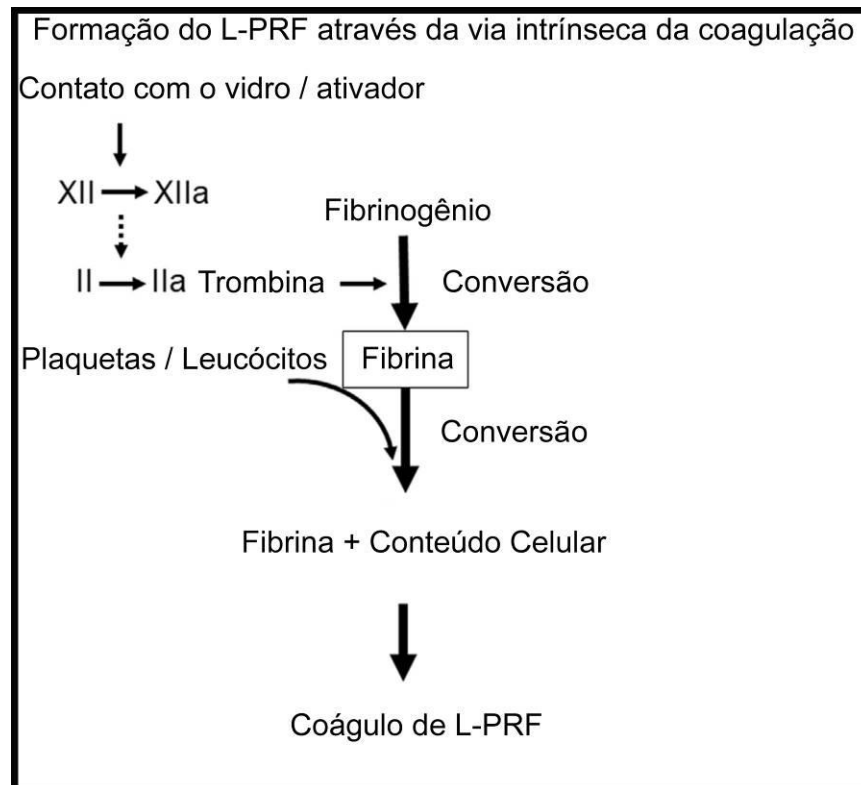 Formação do L-PRF através da via intrínseca da coagulação
Contato com o vidro / ativador
XII XIIa
Fibrinogênio
II IIa Trombina Conversão
Plaquetas / Leucócitos Fibrina
Conversão
Fibrina + Conteúdo Celular
Coágulo de L-PRF